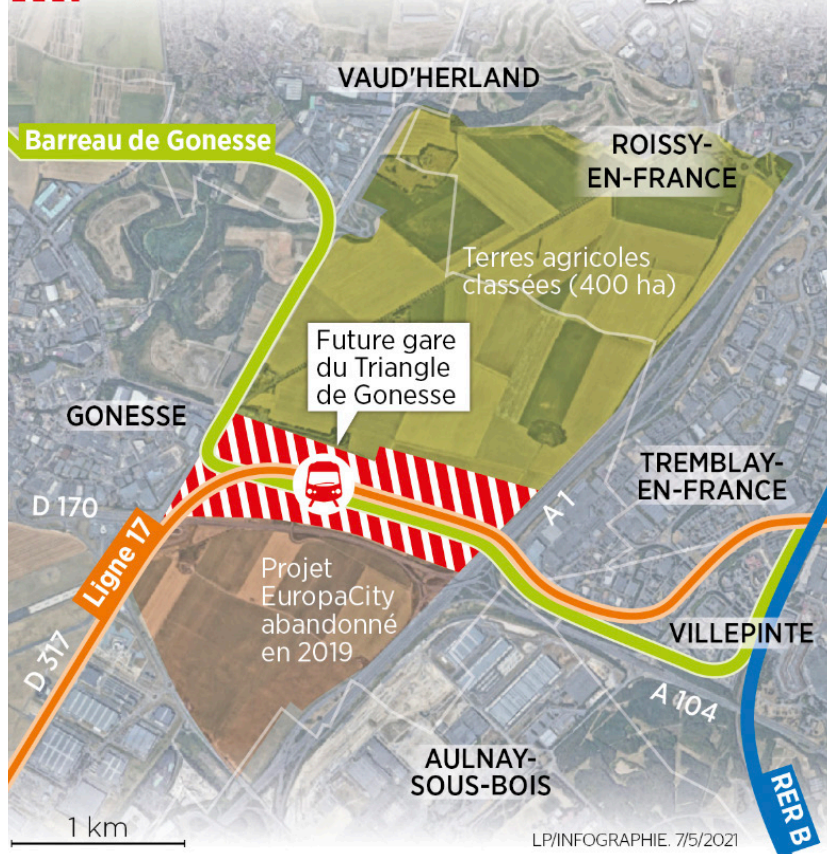 VAUD'HERLAND
Barreau de Gonesse
ROISSY-
EN-FRANCE
Terres agricoles
classées (400 ha)
Future gare
du Triangle
de Gonesse
GONESSE
TREMBLAY-
EN-FRANCE
D 170
A 1
Ligne 17
Projet
EuropaCity
abandonné
en 2019
D 317
VILLEPINTE
A 104
AULNAY-
SOUS-BOIS
RER B
1 km
LP/INFOGRAPHIE. 7/5/2021